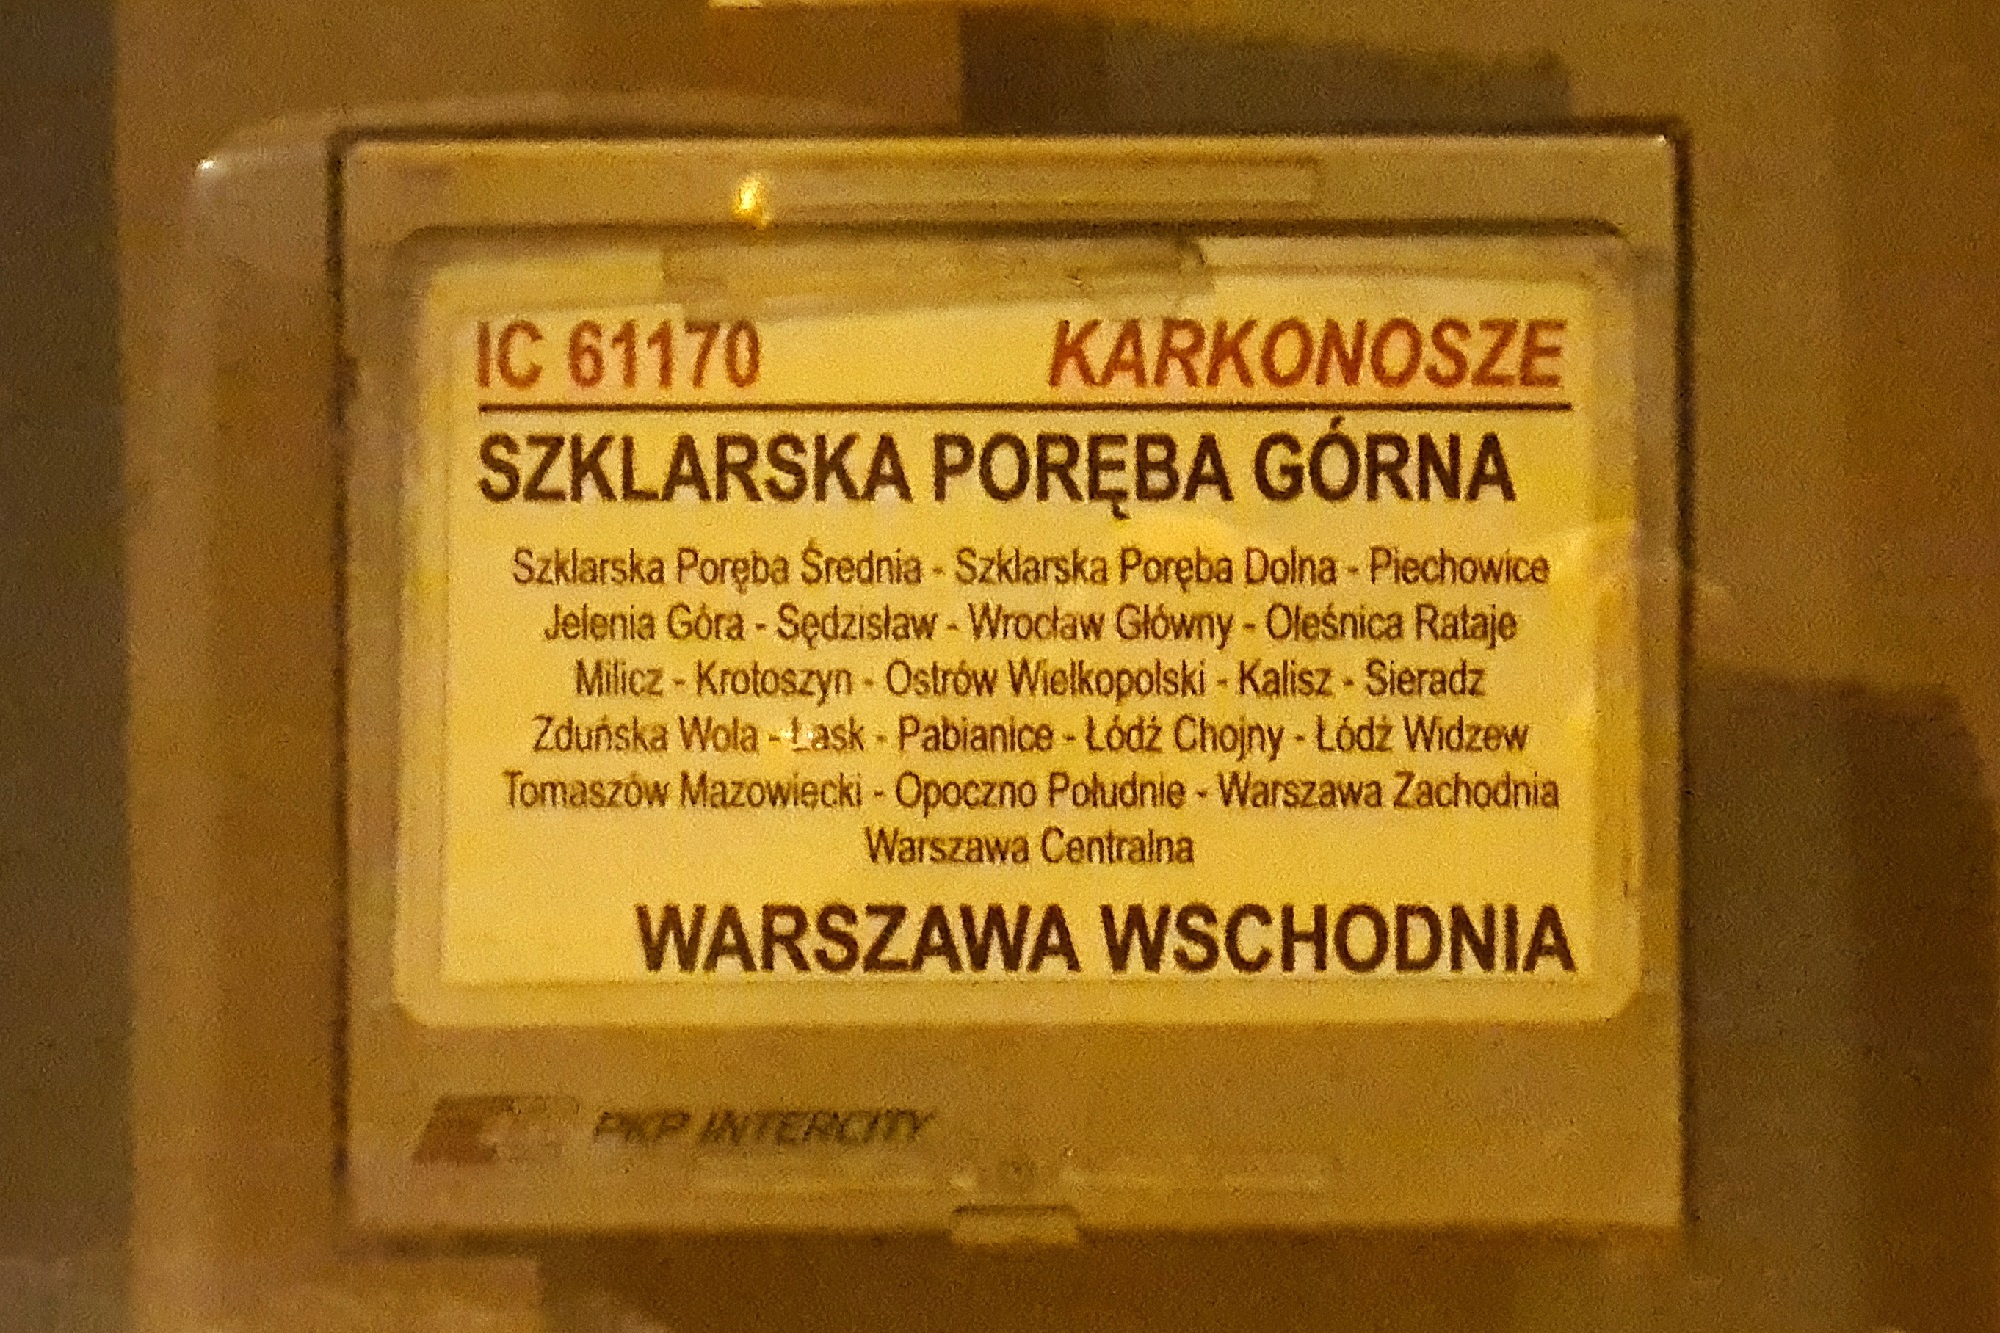 IC 61170 KARKONOSZE
SZKLARSKA PORĘBA GÓRNA
Szklarska Poręba Średnia - Szklarska Poręba Dolna - Piechowice
Jelenia Góra - Sędzisław - Wrocław Główny - Oleśnica Rataje
Milicz - Krotoszyn - Ostrów Wielkopolski - Kalisz - Sieradz
Zduńska Wola - Łask - Pabianice - Łódź Chojny - Łódź Widzew
Tomaszów Mazowiecki - Opoczno Południe - Warszawa Zachodnia
Warszawa Centralna
WARSZAWA WSCHODNIA
PKP INTERCITY